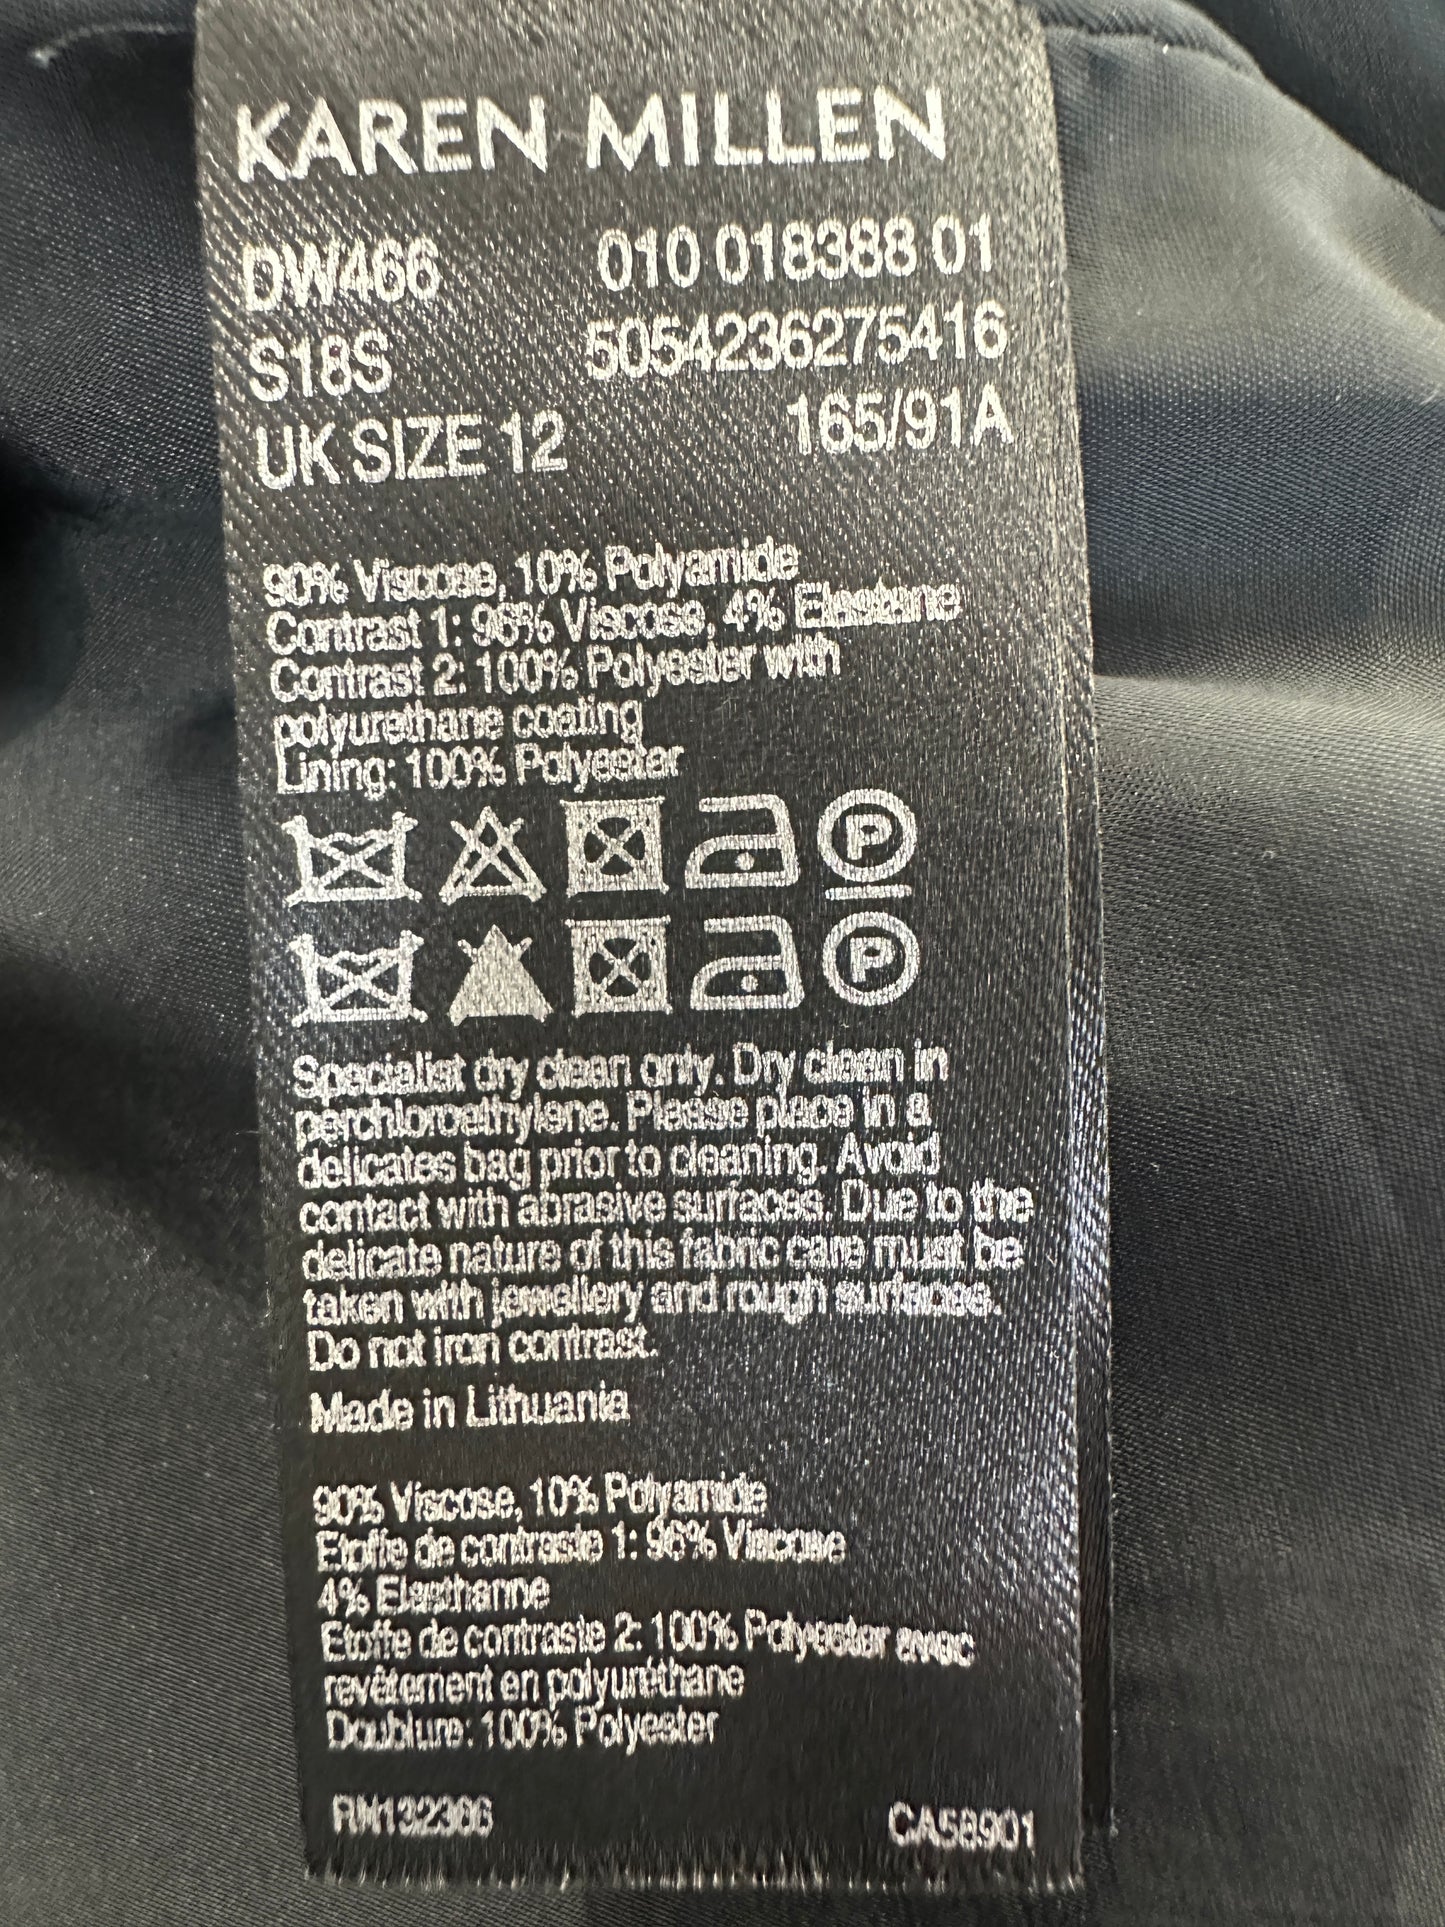 KAREN MILLEN
DW466 010 018388 01
S18S 5054236275416
UK SIZE 12 165/91A
90% Viscose, 10% Polyamide
Contrast 1: 96% Viscose, 4% Elastane
Contrast 2: 100% Polyester with
polyurethane coating
Lining: 100% Polyester
P
P
Specialist dry clean only. Dry clean in
perchloroethylene. Please place in a
delicates bag prior to cleaning. Avoid
contact with abrasive surfaces. Due to the
delicate nature of this fabric care must be
taken with jewellery and rough surfaces.
Do not iron contrast.
Made in Lithuania
90% Viscose, 10% Polyamide
Etoffe de contraste 1: 96% Viscose
4% Elasthanne
Etoffe de contraste 2: 100% Polyester avec
revêtement en polyuréthane
Doublure: 100% Polyester
RN132366 CA58901